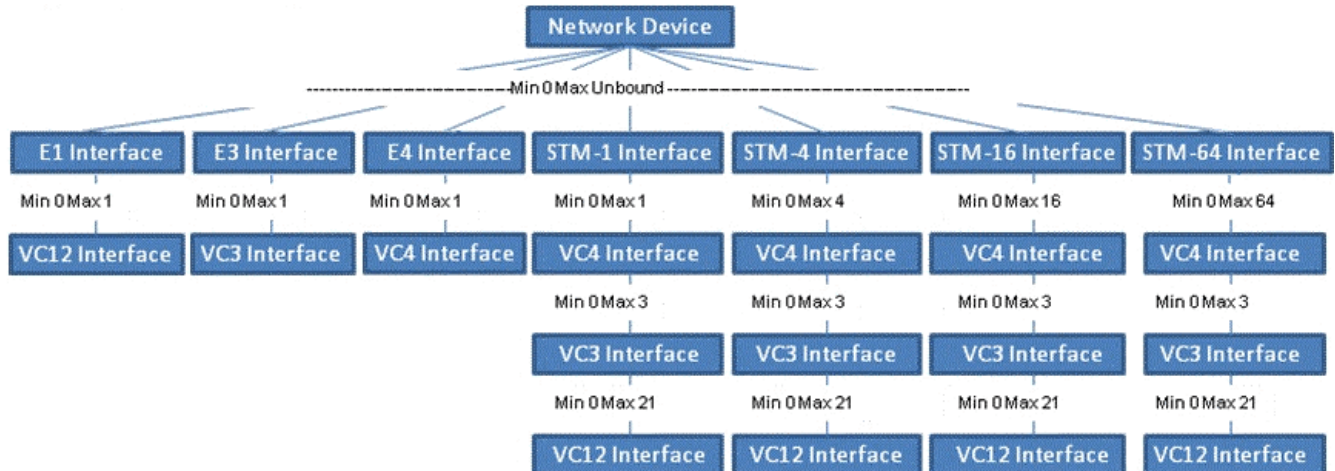 Network Device
Min 0 Max Unbound
E1 Interface E3 Interface E4 Interface STM-1 Interface STM-4 Interface STM-16 Interface STM-64 Interface
Min 0 Max 1 Min 0 Max 1 Min 0 Max 1 Min 0 Max 1 Min 0 Max 4 Min 0 Max 16 Min 0 Max 64
VC12 Interface VC3 Interface VC4 Interface VC4 Interface VC4 Interface VC4 Interface VC4 Interface
Min 0 Max 3 Min 0 Max 3 Min 0 Max 3 Min 0 Max 3
VC3 Interface VC3 Interface VC3 Interface VC3 Interface
Min 0 Max 21 Min 0 Max 21 Min 0 Max 21 Min 0 Max 21
VC12 Interface VC12 Interface VC12 Interface VC12 Interface